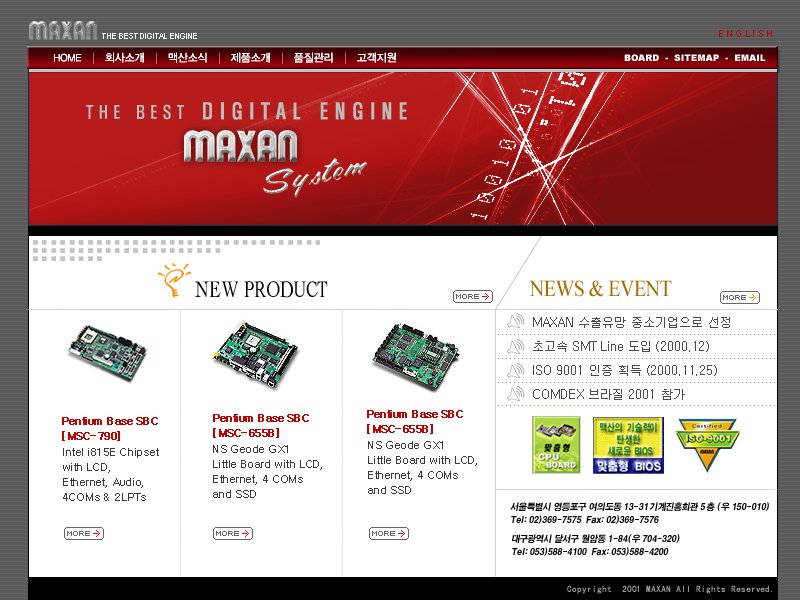 MAXAN THE BEST DIGITAL ENGINE
ENGLISH
HOME 회사소개 맥산소식 제품소개 품질관리 고객지원
BOARD - SITEMAP - EMAIL
THE BEST DIGITAL ENGINE
MAXAN
System
10010.01
NEW PRODUCT
MORE
NEWS & EVENT
MORE
MAXAN 수출유망 중소기업으로 선정
초고속 SMT Line 도입 (2000,12)
ISO 9001 인증 획득 (2000,11,25)
COMDEX 브라질 2001 참가
Pentium Base SBC
[MSC-790]
Intel i815E Chipset
with LCD,
Ethernet, Audio,
4COMs & 2LPTs
MORE
Pentium Base SBC
[MSC-655B]
NS Geode GX1
Little Board with LCD,
Ethernet, 4 COMs
and SSD
MORE
Pentium Base SBC
[MSC-655B]
NS Geode GX1
Little Board with LCD,
Ethernet, 4 COMs
and SSD
MORE
맞춤형
CPU
BOARD
맥산의 기술력이
탄생한
새로운 BIOS
맞춤형 BIOS
Certified
ISO-9001
MAXAN
서울특별시 영등포구 여의도동 13-31기계진흥회관 5층 (우 150-010)
Tel: 02)369-7575 Fax: 02)369-7576
대구광역시 달서구 월암동 1-84(우 704-320)
Tel: 053)588-4100 Fax: 053)588-4200
Copyright 2001 MAXAN All Rights Reserved.